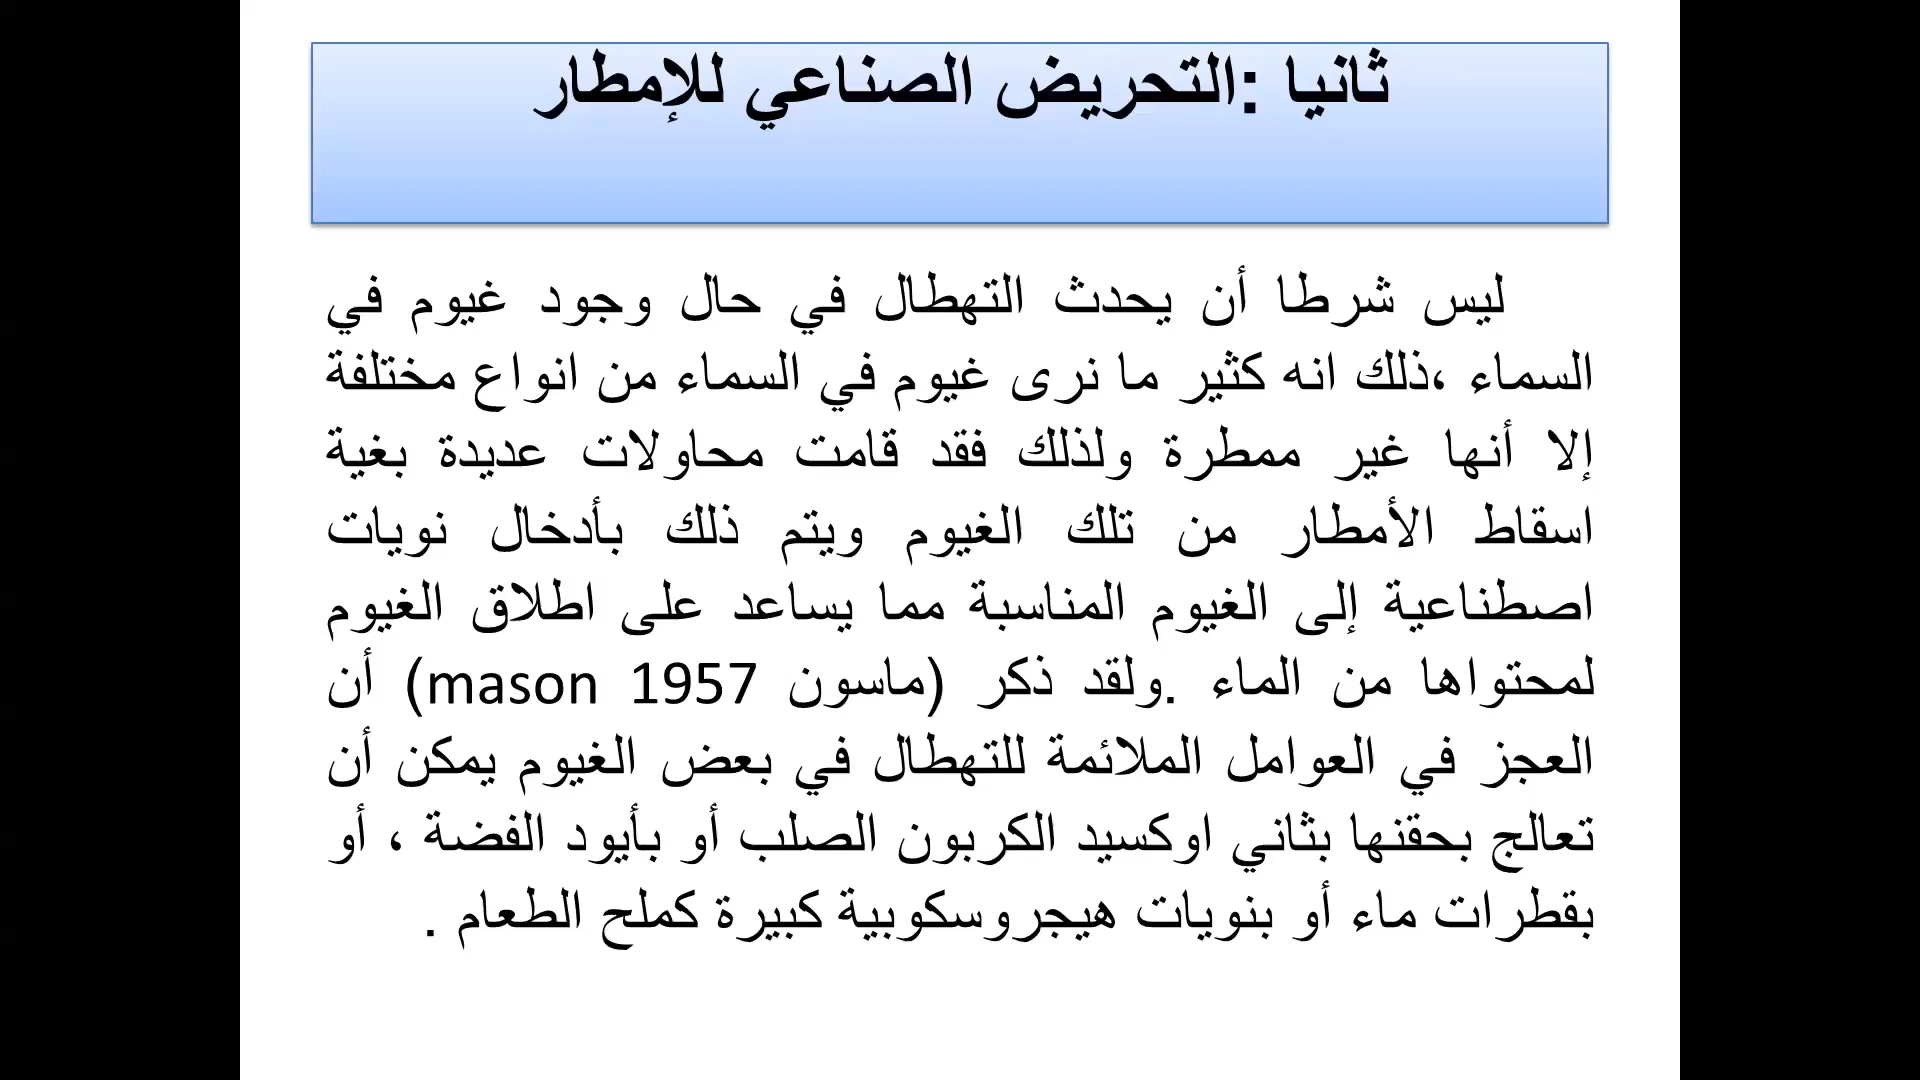 ثانيا :التحريض الصناعي للإمطار
ليس شرطا أن يحدث التهطال في حال وجود غيوم في
السماء ،ذلك انه كثير ما نرى غيوم في السماء من انواع مختلفة
إلا أنها غير ممطرة ولذلك فقد قامت محاولات عديدة بغية
اسقاط الأمطار من تلك الغيوم ويتم ذلك بأدخال نويات
اصطناعية إلى الغيوم المناسبة مما يساعد على اطلاق الغيوم
لمحتواها من الماء .ولقد ذكر (ماسون mason 1957) أن
العجز في العوامل الملائمة للتهطال في بعض الغيوم يمكن أن
تعالج بحقنها بثاني اوكسيد الكربون الصلب أو بأيود الفضة ، أو
بقطرات ماء أو بنويات هيجروسكوبية كبيرة كملح الطعام .